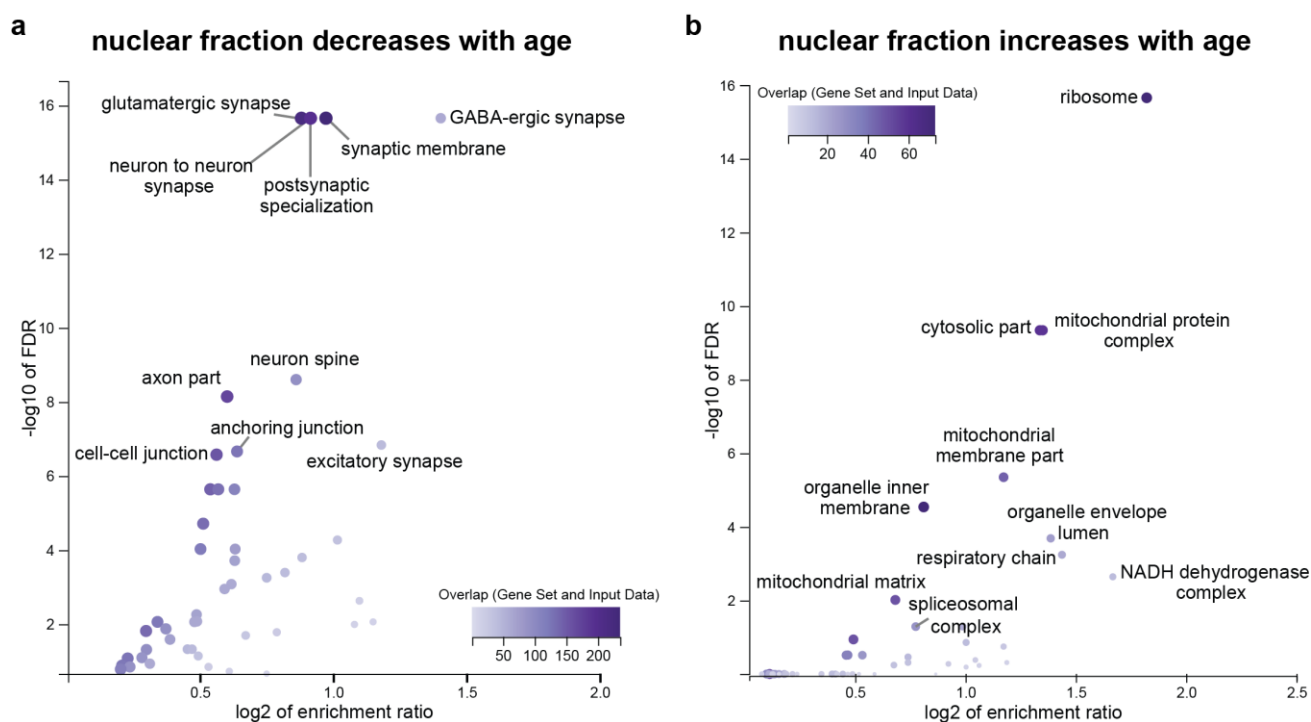 a
nuclear fraction decreases with age
16
14
12
10
8
6
4
2
-log10 of FDR
glutamatergic synapse
GABA-ergic synapse
synaptic membrane
neuron to neuron
synapse
postsynaptic
specialization
neuron spine
axon part
anchoring junction
cell-cell junction
excitatory synapse
Overlap (Gene Set and Input Data)
50 100 150 200
0.5 1.0 1.5 2.0
log2 of enrichment ratio
b
nuclear fraction increases with age
16
14
12
10
8
6
4
2
-log10 of FDR
Overlap (Gene Set and Input Data)
20 40 60
ribosome
cytosolic part
mitochondrial protein
complex
mitochondrial
membrane part
organelle inner
membrane
organelle envelope
lumen
respiratory chain
NADH dehydrogenase
complex
mitochondrial matrix
spliceosomal
complex
0.5 1.0 1.5 2.0 2.5
log2 of enrichment ratio